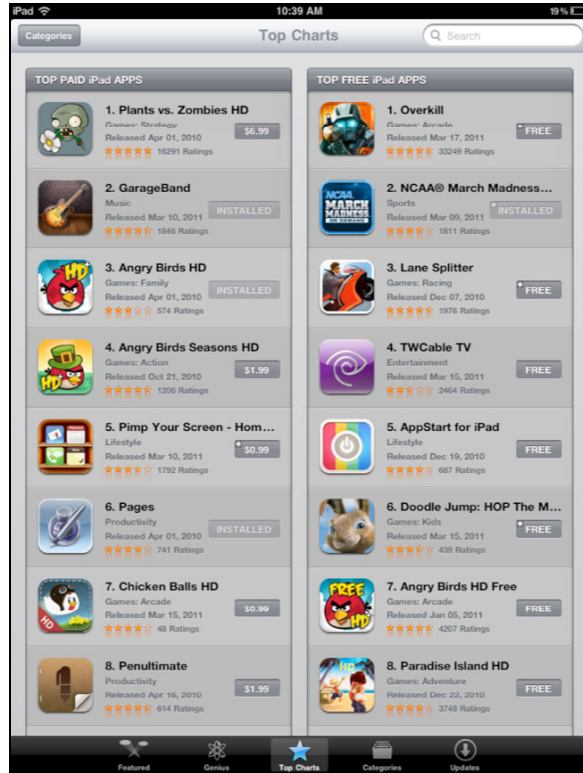 iPad 10:39 AM 19%
Categories Top Charts Search
TOP PAID iPad APPS
1. Plants vs. Zombies HD
Games: Strategy
Released Apr 01, 2010 $6.99
16291 Ratings
2. GarageBand
Music
Released Mar 10, 2011 INSTALLED
1846 Ratings
3. Angry Birds HD
Games: Family
Released Apr 01, 2010 INSTALLED
574 Ratings
4. Angry Birds Seasons HD
Games: Action
Released Oct 21, 2010 $1.99
1206 Ratings
5. Pimp Your Screen - Hom...
Lifestyle
Released Mar 10, 2011 $0.99
1792 Ratings
6. Pages
Productivity
Released Apr 01, 2010 INSTALLED
741 Ratings
7. Chicken Balls HD
Games: Arcade
Released Mar 15, 2011 $0.99
48 Ratings
8. Penultimate
Productivity
Released Apr 16, 2010 $1.99
614 Ratings
TOP FREE iPad APPS
1. Overkill
Games: Arcade
Released Mar 17, 2011 FREE
33249 Ratings
NCAA MARCH MADNESS ON DEMAND
2. NCAA® March Madness...
Sports
Released Mar 09, 2011 INSTALLED
1811 Ratings
3. Lane Splitter
Games: Racing
Released Dec 07, 2010 FREE
1976 Ratings
4. TWCable TV
Entertainment
Released Mar 15, 2011 FREE
2464 Ratings
5. AppStart for iPad
Lifestyle
Released Dec 19, 2010 FREE
687 Ratings
6. Doodle Jump: HOP The M...
Games: Kids
Released Mar 15, 2011 FREE
439 Ratings
FREE HD
7. Angry Birds HD Free
Games: Arcade
Released Jan 05, 2011 FREE
4207 Ratings
HD
8. Paradise Island HD
Games: Adventure
Released Dec 22, 2010 FREE
3748 Ratings
Featured Genius Top Charts Categories Updates